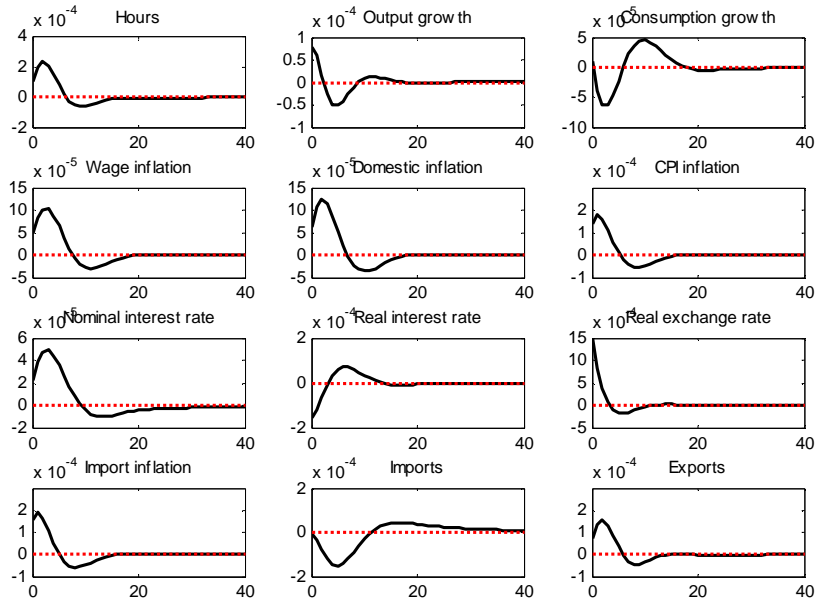 x 10^-4 Hours
4
2
0
-2
0 20 40
x 10^-4 Output growth
1
0.5
0
-0.5
-1
0 20 40
x 10^-5 Consumption growth
5
0
-5
-10
0 20 40
x 10^-5 Wage inflation
15
10
5
0
-5
0 20 40
x 10^-5 Domestic inflation
15
10
5
0
-5
0 20 40
x 10^-4 CPI inflation
2
1
0
-1
0 20 40
x 10^-5 Nominal interest rate
6
4
2
0
-2
0 20 40
x 10^-4 Real interest rate
2
0
-2
0 20 40
x 10^-4 Real exchange rate
15
10
5
0
-5
0 20 40
x 10^-4 Import inflation
2
1
0
-1
0 20 40
x 10^-4 Imports
2
0
-2
0 20 40
x 10^-4 Exports
2
1
0
-1
0 20 40